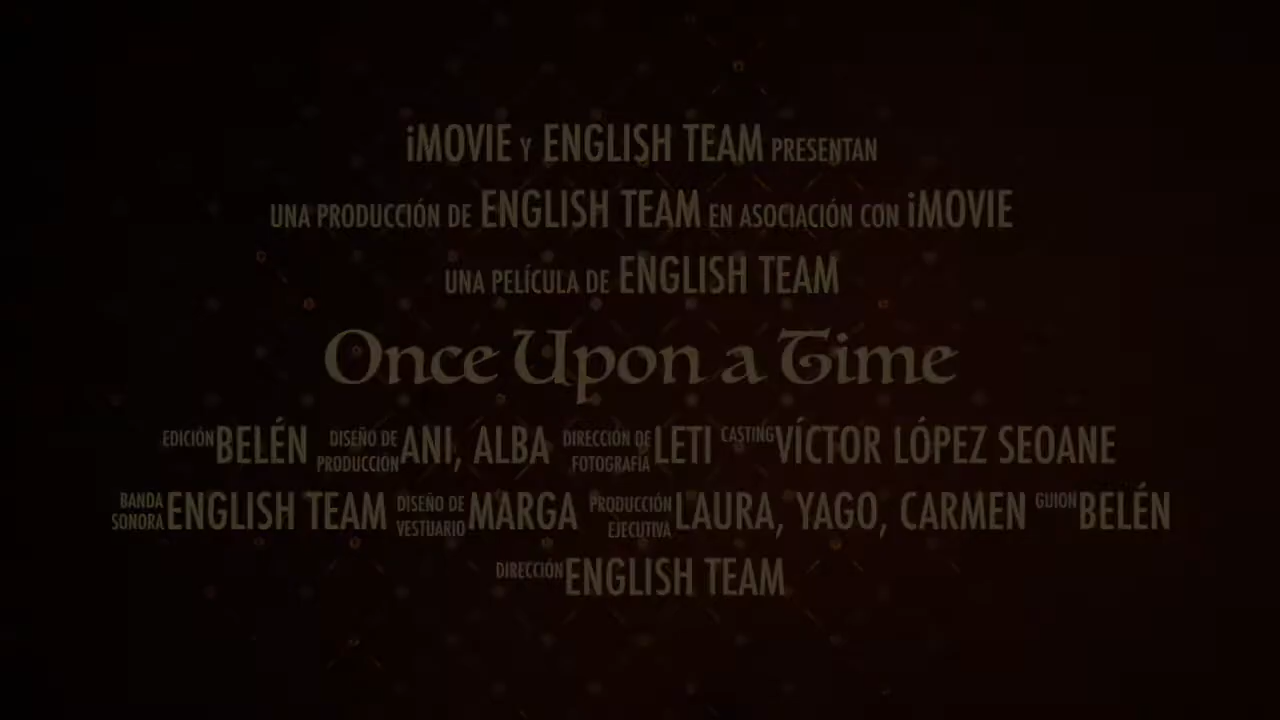 iMOVIE Y ENGLISH TEAM PRESENTAN
UNA PRODUCCIÓN DE ENGLISH TEAM EN ASOCIACIÓN CON iMOVIE
UNA PELÍCULA DE ENGLISH TEAM
Once Upon a Time
EDICIÓN BELÉN DISEÑO DE PRODUCCIÓN ANI, ALBA DIRECCIÓN DE FOTOGRAFÍA LETI CASTING VÍCTOR LÓPEZ SEOANE
BANDA SONORA ENGLISH TEAM DISEÑO DE VESTUARIO MARGA PRODUCCIÓN EJECUTIVA LAURA, YAGO, CARMEN GUION BELÉN
DIRECCIÓN ENGLISH TEAM